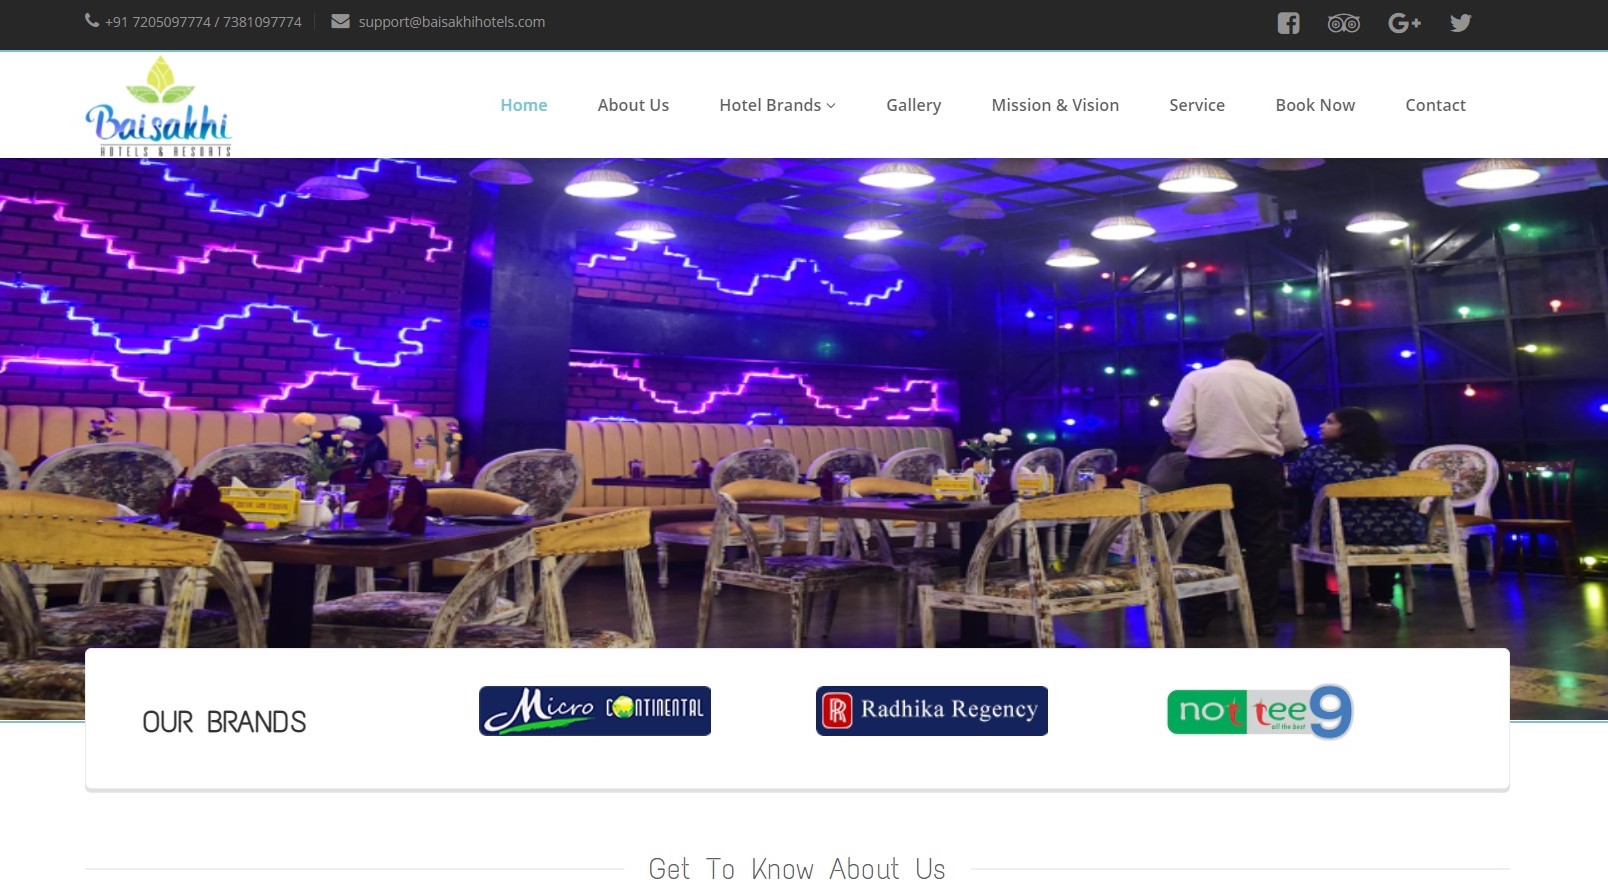 +91 7205097774 / 7381097774
support@baisakhihotels.com
Baisakhi
HOTELS & RESORTS
Home
About Us
Hotel Brands
Gallery
Mission & Vision
Service
Book Now
Contact
OUR BRANDS
Micro CONTINENTAL
R R Radhika Regency
not tee 9
all the best
Get To Know About Us